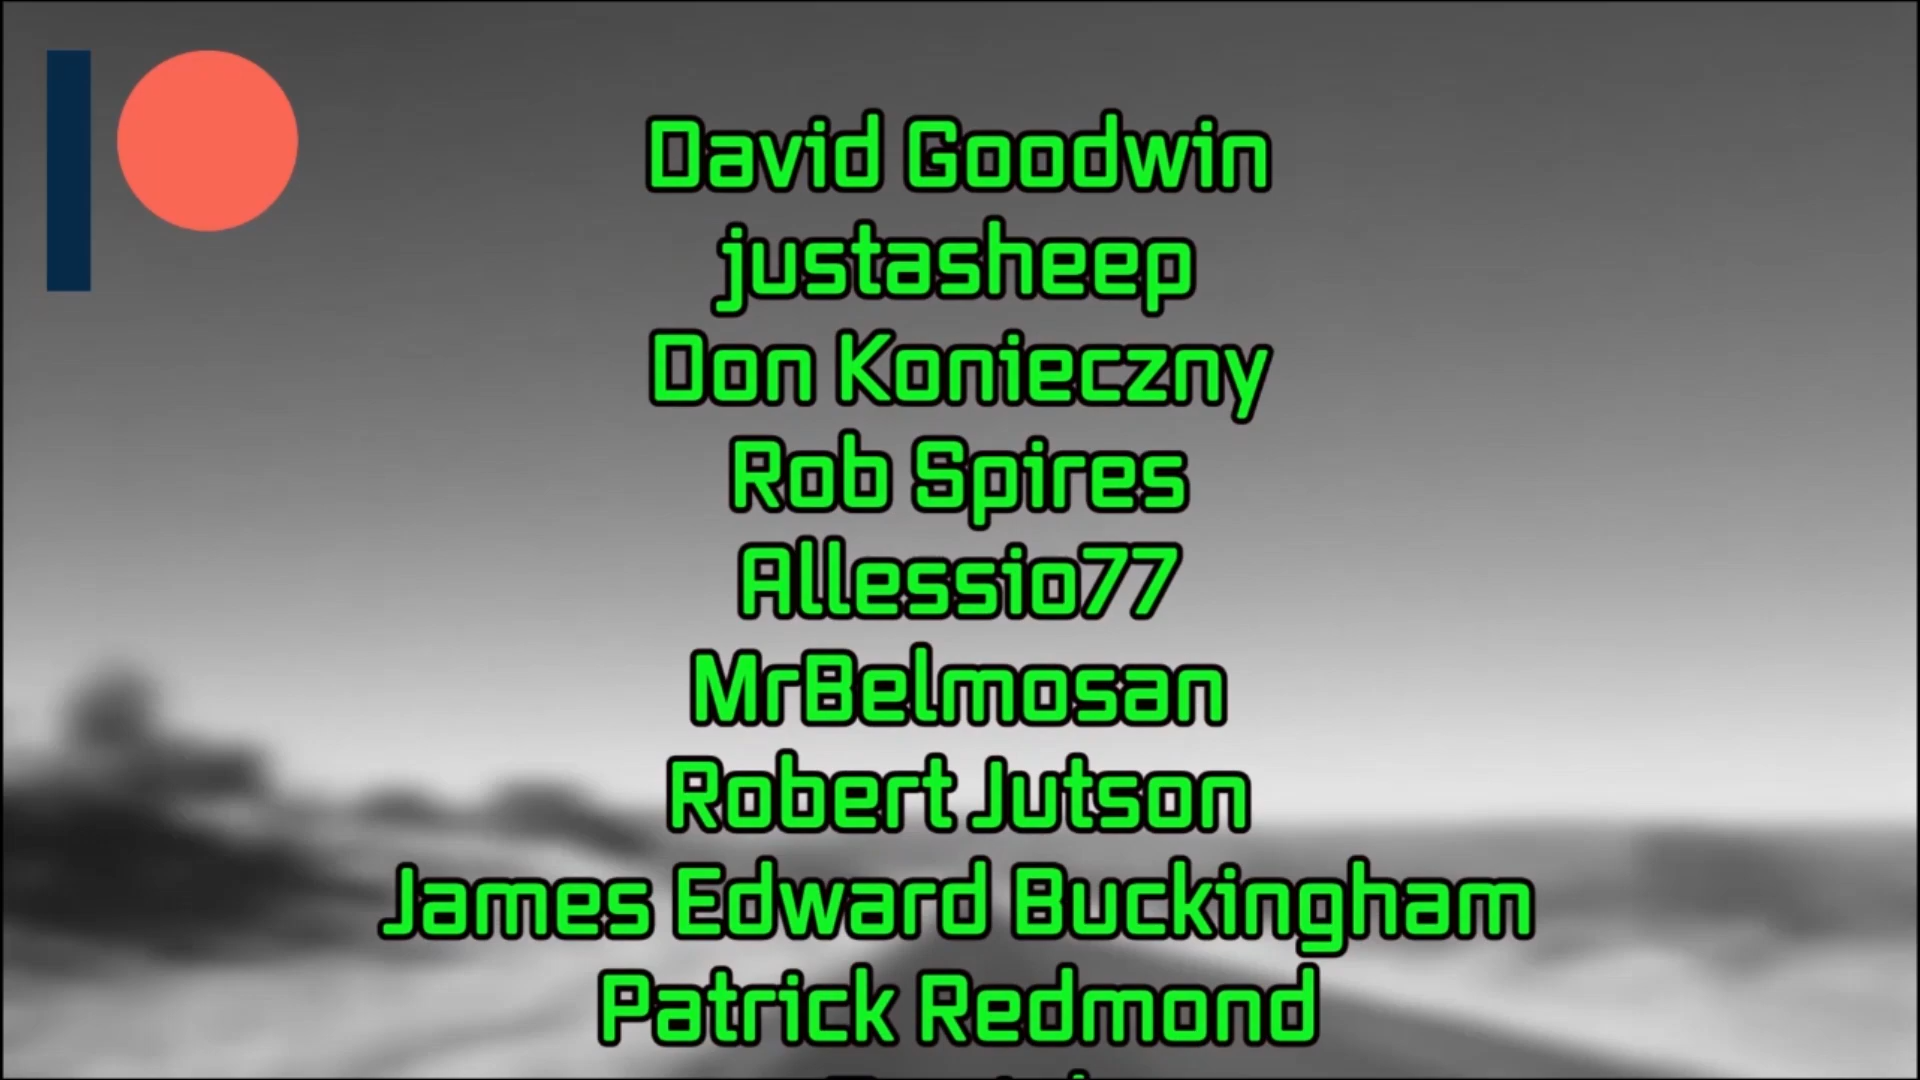 David Goodwin
justasheep
Don Konieczny
Rob Spires
Allessio77
MrBelmosan
Robert Jutson
James Edward Buckingham
Patrick Redmond